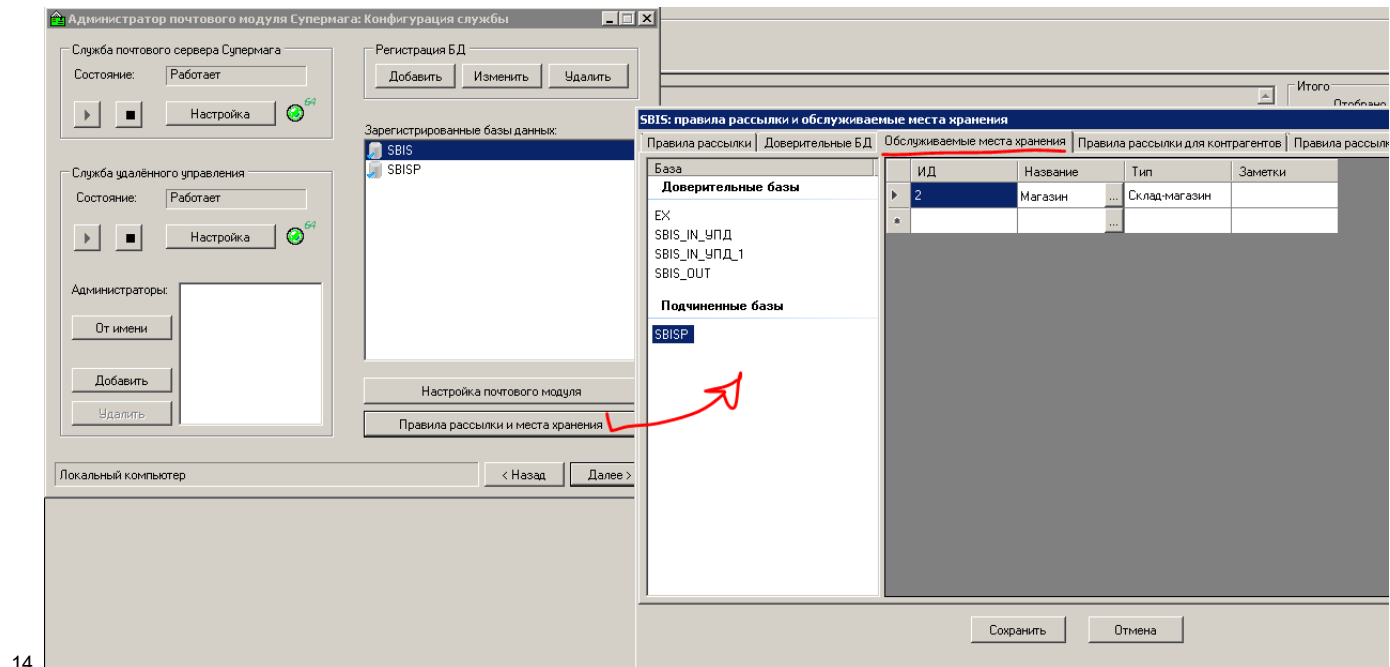 Администратор почтового модуля Супермага: Конфигурация службы
Служба почтового сервера Супермага
Состояние: Работает
Настройка
64
Служба удалённого управления
Состояние: Работает
Настройка
64
Администраторы:
От имени
Добавить
Удалить
Регистрация БД
Добавить Изменить Удалить
Зарегистрированные базы данных:
SBIS
SBISP
Настройка почтового модуля
Правила рассылки и места хранения
Локальный компьютер
< Назад Далее >
Итого
Отобрано
SBIS: правила рассылки и обслуживаемые места хранения
Правила рассылки Доверительные БД Обслуживаемые места хранения Правила рассылки для контрагентов Правила рассылк
База
Доверительные базы
EX
SBIS_IN_УПД
SBIS_IN_УПД_1
SBIS_OUT
Подчиненные базы
SBISP
ИД Название Тип Заметки
2 Магазин ... Склад-магазин
...
Сохранить Отмена
14